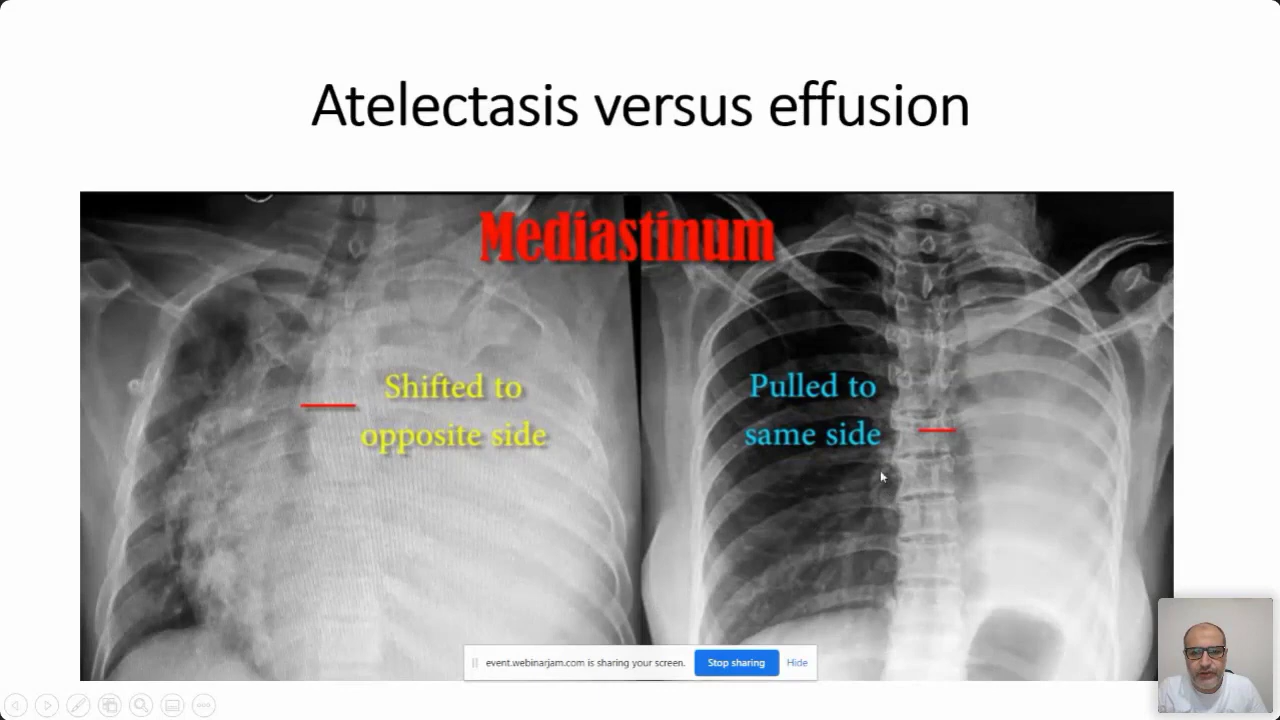 Atelectasis versus effusion
Mediastinum
Shifted to
opposite side
Pulled to
same side
event.webinarjam.com is sharing your screen.
Stop sharing
Hide